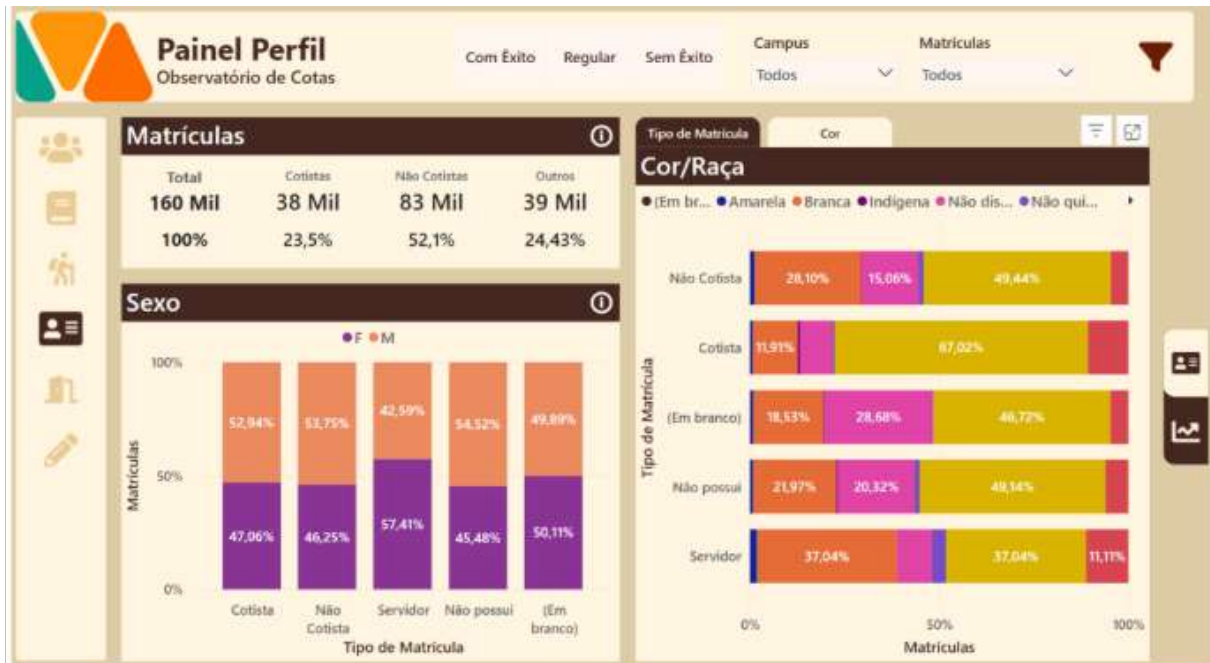 Painel Perfil
Observatório de Cotas
Com Êxito Regular Sem Êxito
Campus
Todos
Matrículas
Todos
Matrículas
Total Cotistas Não Cotistas Outros
160 Mil 38 Mil 83 Mil 39 Mil
100% 23,5% 52,1% 24,43%
Sexo
F M
100%
50%
0%
Matrículas
52,94% 53,75% 42,59% 54,52% 49,89%
47,06% 46,25% 57,41% 45,48% 50,11%
Cotista Não Cotista Servidor Não possui (Em branco)
Tipo de Matrícula
Tipo de Matrícula Cor
Cor/Raça
(Em br... Amarela Branca Indígena Não dis... Não qui...
Tipo de Matrícula
Não Cotista 28,10% 15,06% 49,44%
Cotista 11,91% 67,02%
(Em branco) 18,53% 28,68% 46,72%
Não possui 21,97% 20,32% 49,14%
Servidor 37,04% 37,04% 11,11%
0% 50% 100%
Matrículas